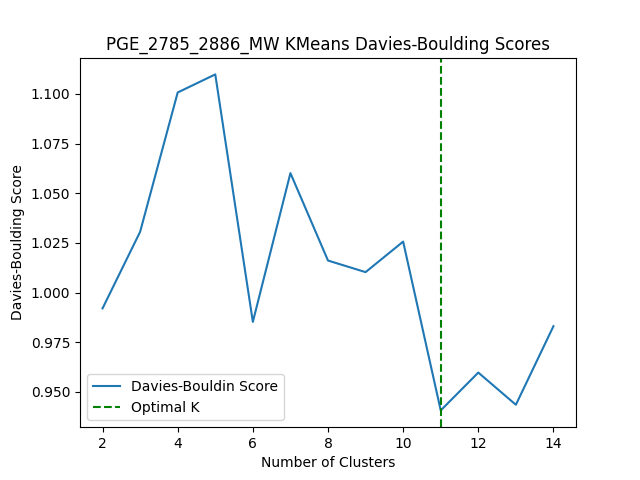 PGE_2785_2886_MW KMeans Davies-Boulding Scores
1.100
1.075
1.050
1.025
1.000
0.975
0.950
Davies-Boulding Score
Davies-Bouldin Score
Optimal K
2 4 6 8 10 12 14
Number of Clusters